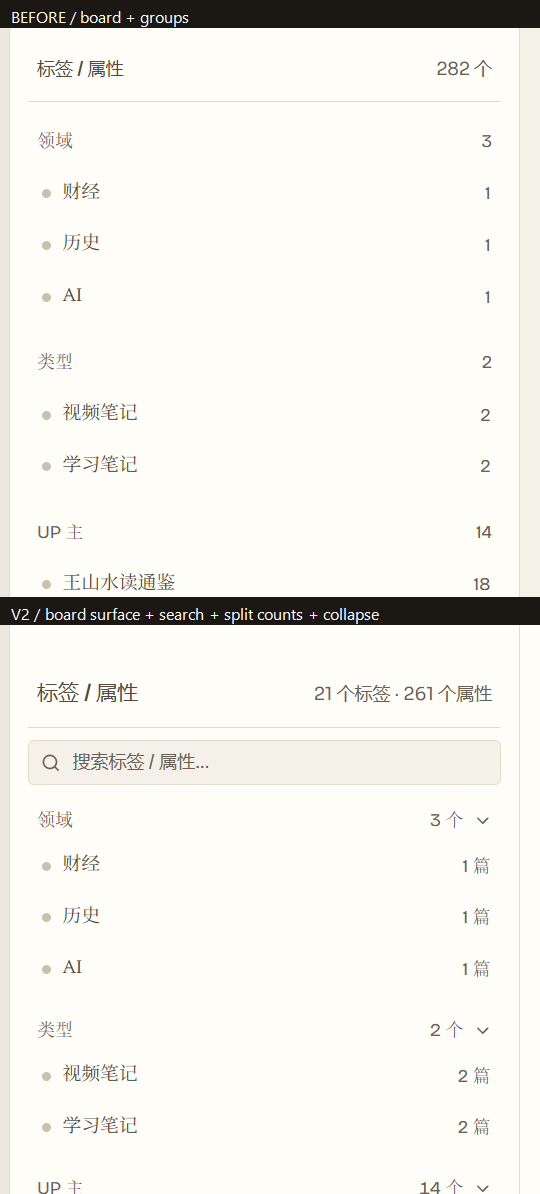 BEFORE / board + groups
标签 / 属性 282 个
领域 3
财经 1
历史 1
AI 1
类型 2
视频笔记 2
学习笔记 2
UP 主 14
王山水读通鉴 18
V2 / board surface + search + split counts + collapse
标签 / 属性 21 个标签 · 261 个属性
搜索标签 / 属性...
领域 3 个
财经 1 篇
历史 1 篇
AI 1 篇
类型 2 个
视频笔记 2 篇
学习笔记 2 篇
UP 主 14 个